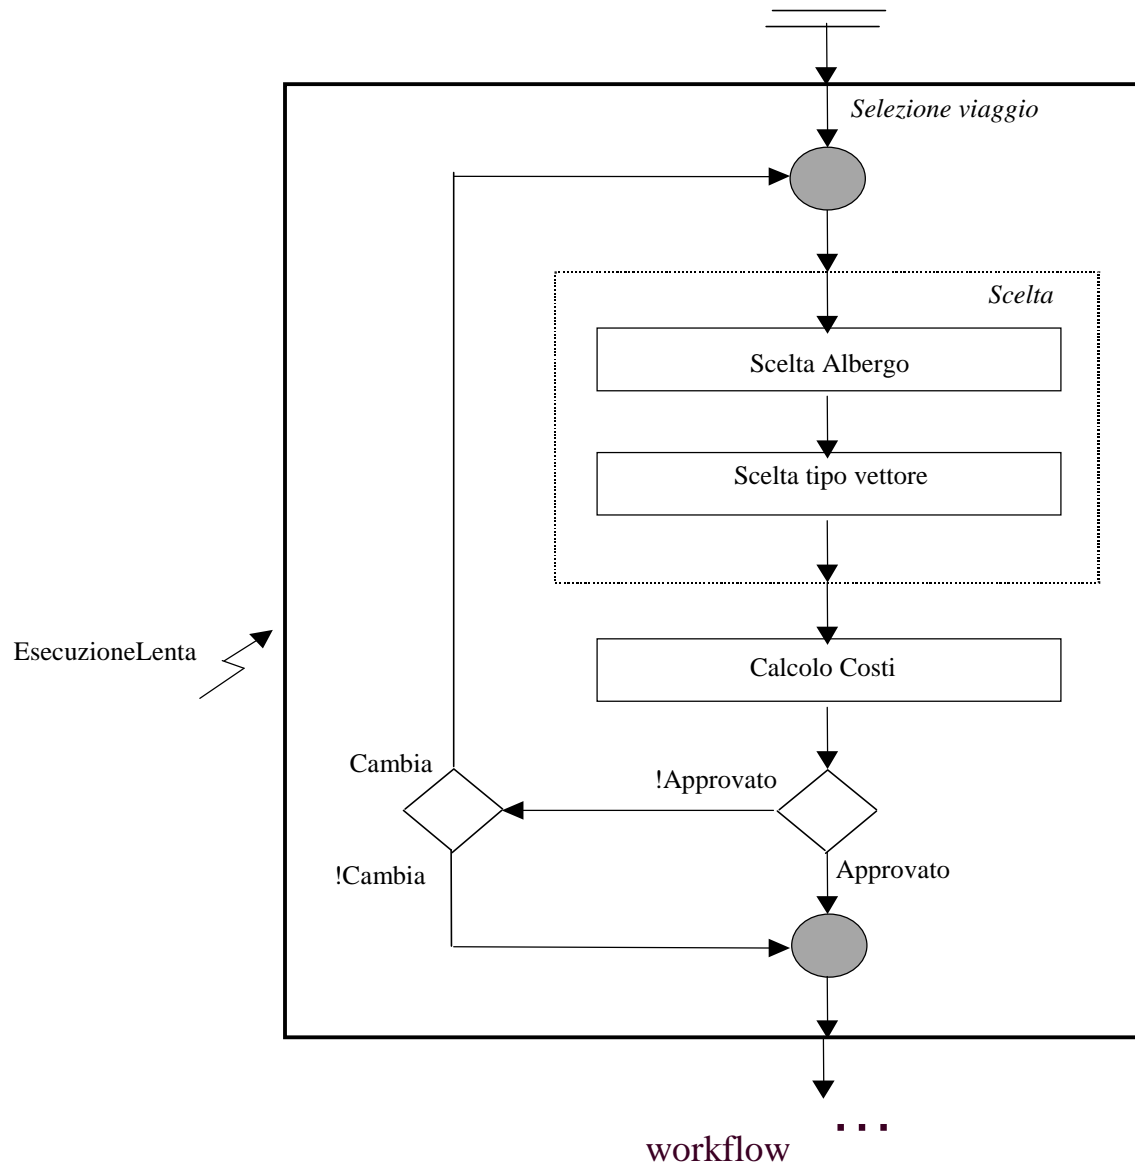 Selezione viaggio
Scelta
Scelta Albergo
Scelta tipo vettore
EsecuzioneLenta
Calcolo Costi
Cambia
!Approvato
!Cambia
Approvato
...
workflow